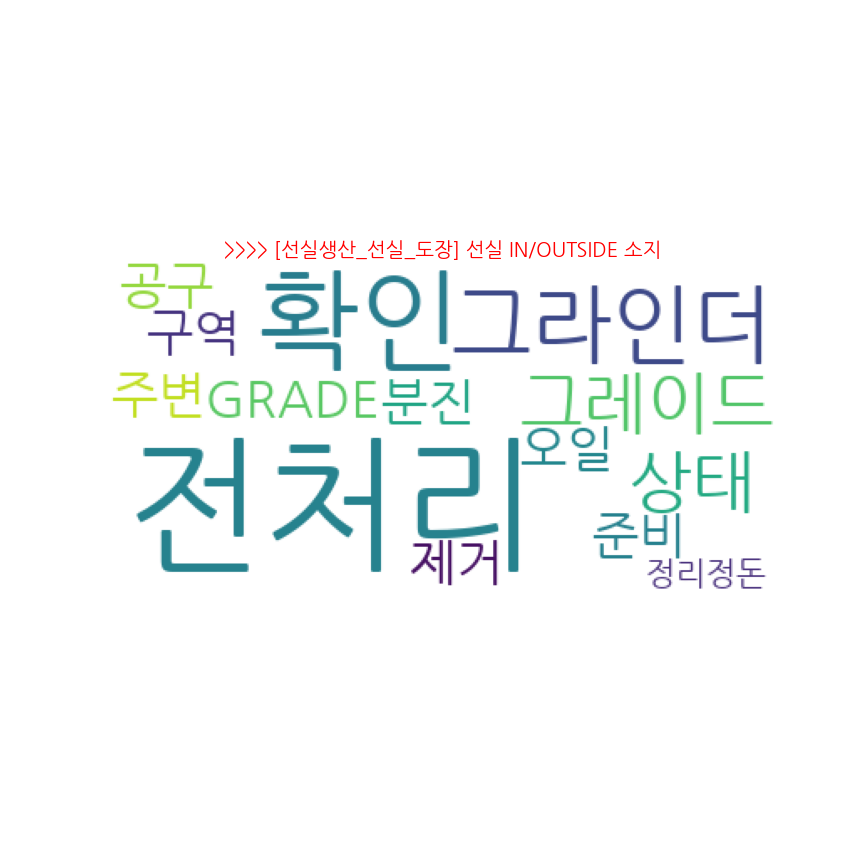 >>>> [선실생산_선실_도장] 선실 IN/OUTSIDE 소지
공구
확인
그라인더
구역
주변
GRADE
분진
그레이드
전처리
오일
상태
제거
준비
정리정돈